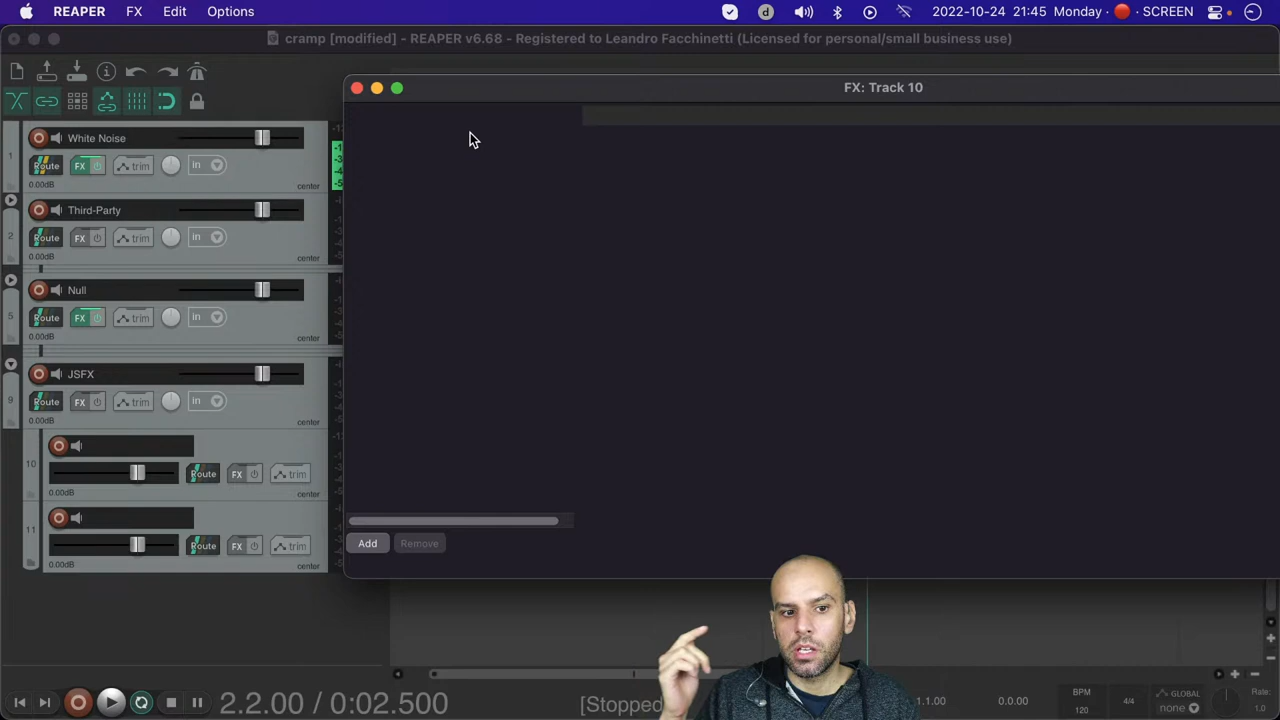 REAPER FX Edit Options 2022-10-24 21:45 Monday SCREEN
cramp [modified] - REAPER v6.68 - Registered to Leandro Facchinetti (Licensed for personal/small business use)
FX: Track 10
1 White Noise
Route FX trim in
0.00dB center
2 Third-Party
Route FX trim in
0.00dB center
5 Null
Route FX trim in
0.00dB center
9 JSFX
Route FX trim in
0.00dB center
10
Route FX trim
0.00dB center
11
Route FX trim
0.00dB center
Add Remove
2.2.00 / 0:02.500 [Stopped 1.1.00 0.0.00 BPM 120 4/4 GLOBAL none Rate: 1.0